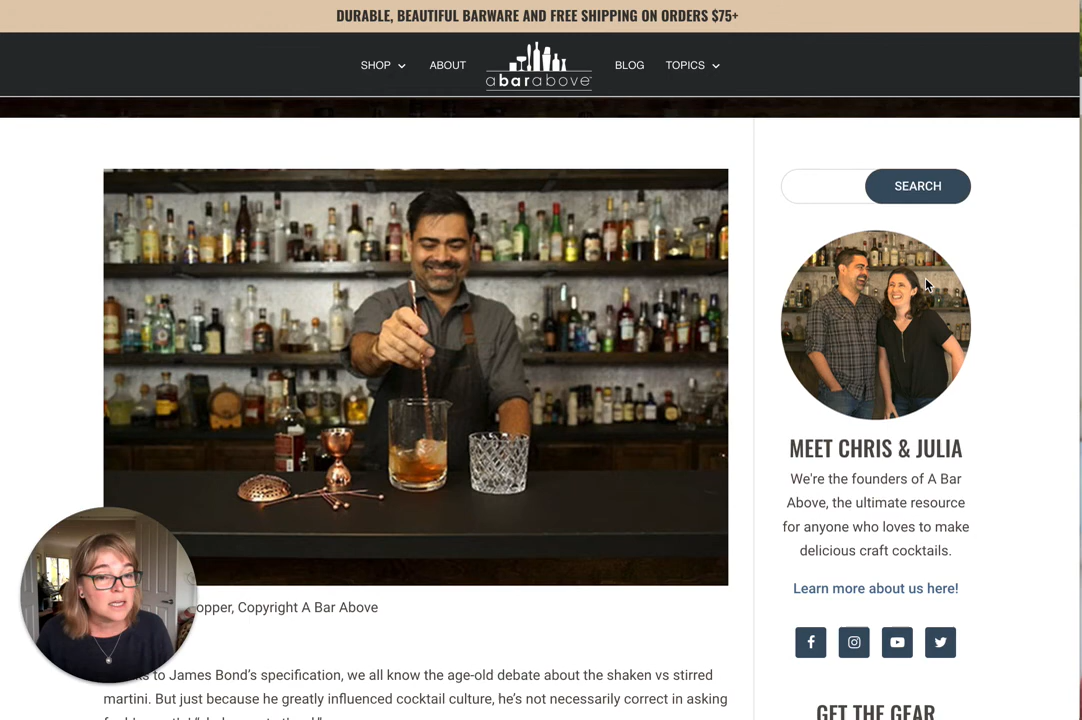 DURABLE, BEAUTIFUL BARWARE AND FREE SHIPPING ON ORDERS $75+
SHOP
ABOUT
abarabove
BLOG
TOPICS
SEARCH
MEET CHRIS & JULIA
We're the founders of A Bar
Above, the ultimate resource
for anyone who loves to make
delicious craft cocktails.
Learn more about us here!
GET THE GEAR
opper, Copyright A Bar Above
to James Bond’s specification, we all know the age-old debate about the shaken vs stirred
martini. But just because he greatly influenced cocktail culture, he’s not necessarily correct in asking